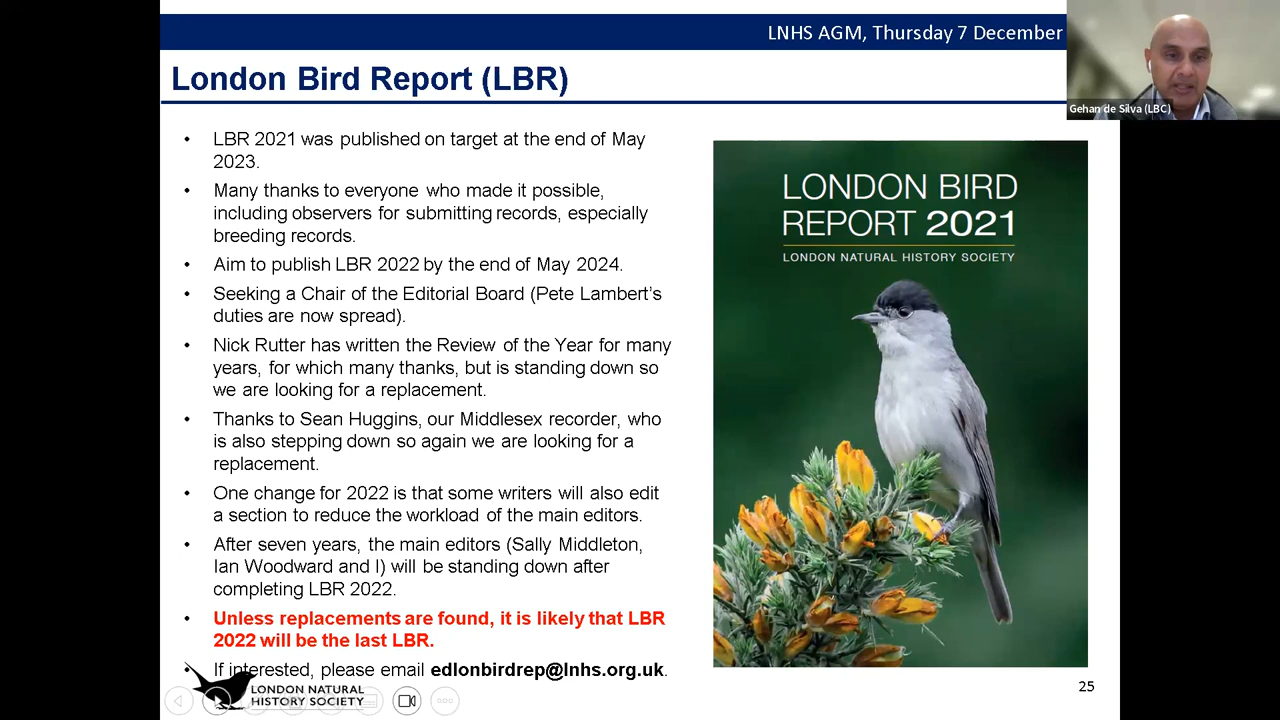 LNHS AGM, Thursday 7 December
Gehan de Silva (LBC)
London Bird Report (LBR)
• LBR 2021 was published on target at the end of May
2023.
• Many thanks to everyone who made it possible,
including observers for submitting records, especially
breeding records.
• Aim to publish LBR 2022 by the end of May 2024.
• Seeking a Chair of the Editorial Board (Pete Lambert's
duties are now spread).
• Nick Rutter has written the Review of the Year for many
years, for which many thanks, but is standing down so
we are looking for a replacement.
• Thanks to Sean Huggins, our Middlesex recorder, who
is also stepping down so again we are looking for a
replacement.
• One change for 2022 is that some writers will also edit
a section to reduce the workload of the main editors.
• After seven years, the main editors (Sally Middleton,
Ian Woodward and I) will be standing down after
completing LBR 2022.
• Unless replacements are found, it is likely that LBR
2022 will be the last LBR.
• If interested, please email edlonbirdrep@lnhs.org.uk.
LONDON BIRD
REPORT 2021
LONDON NATURAL HISTORY SOCIETY
LONDON NATURAL
HISTORY SOCIETY
25